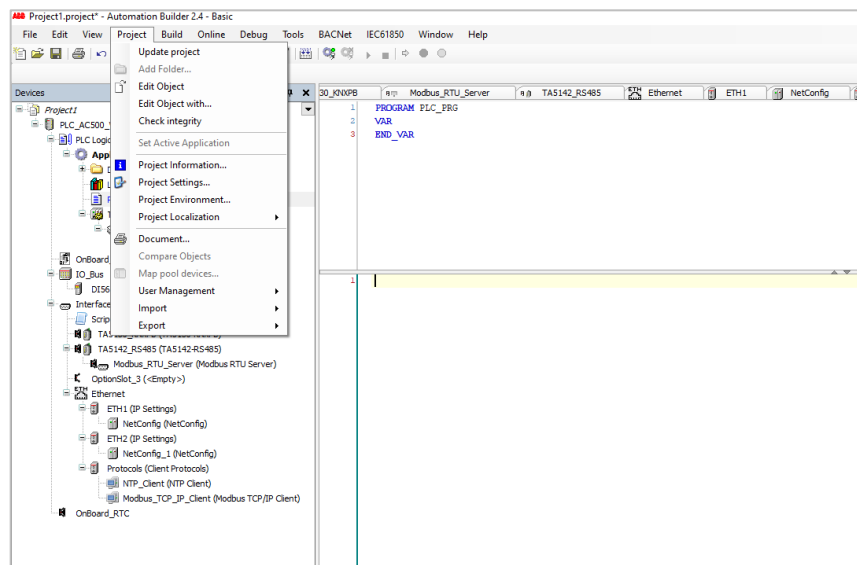 ABB Project1.project* - Automation Builder 2.4 - Basic
File Edit View Project Build Online Debug Tools BACNet IEC61850 Window Help
Update project
Add Folder...
Edit Object
Edit Object with...
Check integrity
Set Active Application
Project Information...
Project Settings...
Project Environment...
Project Localization
Document...
Compare Objects
Map pool devices...
User Management
Import
Export
Devices
Project1
PLC_AC500_
PLC Logic
App
OnBoard_
IO_Bus
DI56
Interface
Scrip
TA5142_RS485 (TA5142-RS485)
Modbus_RTU_Server (Modbus RTU Server)
OptionSlot_3 (<Empty>)
ETH Ethernet
ETH1 (IP Settings)
NetConfig (NetConfig)
ETH2 (IP Settings)
NetConfig_1 (NetConfig)
Protocols (Client Protocols)
NTP_Client (NTP Client)
Modbus_TCP_IP_Client (Modbus TCP/IP Client)
OnBoard_RTC
30_KNXPB Modbus_RTU_Server TA5142_RS485 ETH Ethernet ETH1 NetConfig
1 PROGRAM PLC_PRG
2 VAR
3 END_VAR
1